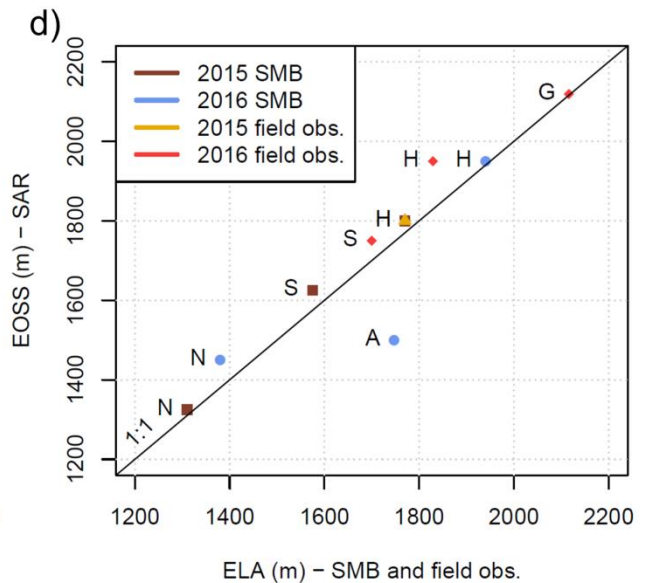 d)
2015 SMB
2016 SMB
2015 field obs.
2016 field obs.
G
H H
H
S
S
A
N
N
1:1
EOSS (m) − SAR
2200
2000
1800
1600
1400
1200
1200 1400 1600 1800 2000 2200
ELA (m) − SMB and field obs.